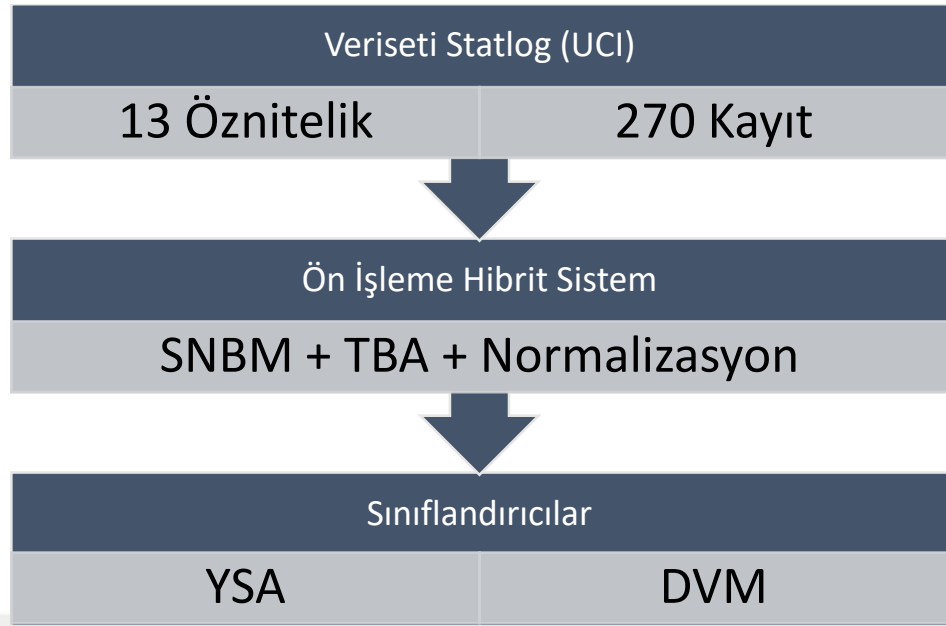 Veriseti Statlog (UCI)
13 Öznitelik
270 Kayıt
Ön İşleme Hibrit Sistem
SNBM + TBA + Normalizasyon
Sınıflandırıcılar
YSA
DVM